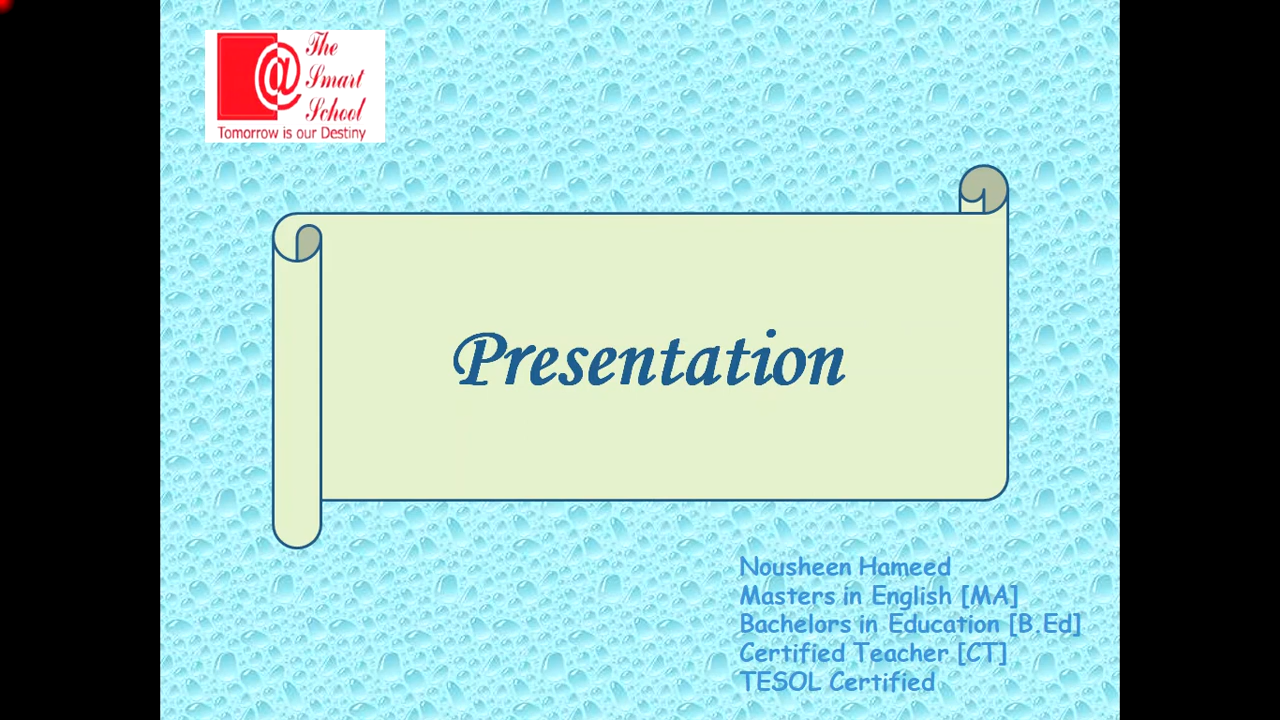 The
Smart
School
Tomorrow is our Destiny
Presentation
Nousheen Hameed
Masters in English [MA]
Bachelors in Education [B.Ed]
Certified Teacher [CT]
TESOL Certified